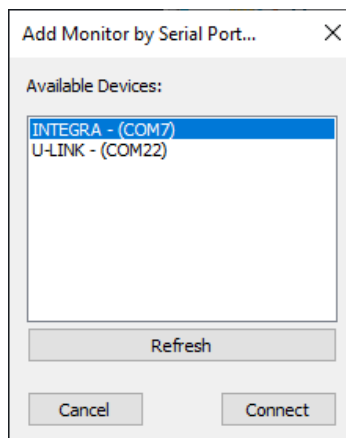 Add Monitor by Serial Port...
Available Devices:
INTEGRA - (COM7)
U-LINK - (COM22)
Refresh
Cancel Connect